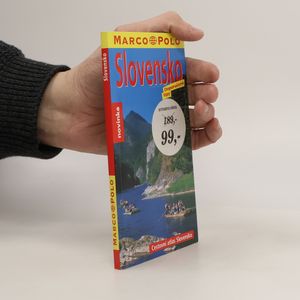 MARCO POLO
Slovensko
189,-
99,-
Cestovní atlas Slovenska
Slovensko
novinka
MARCO POLO